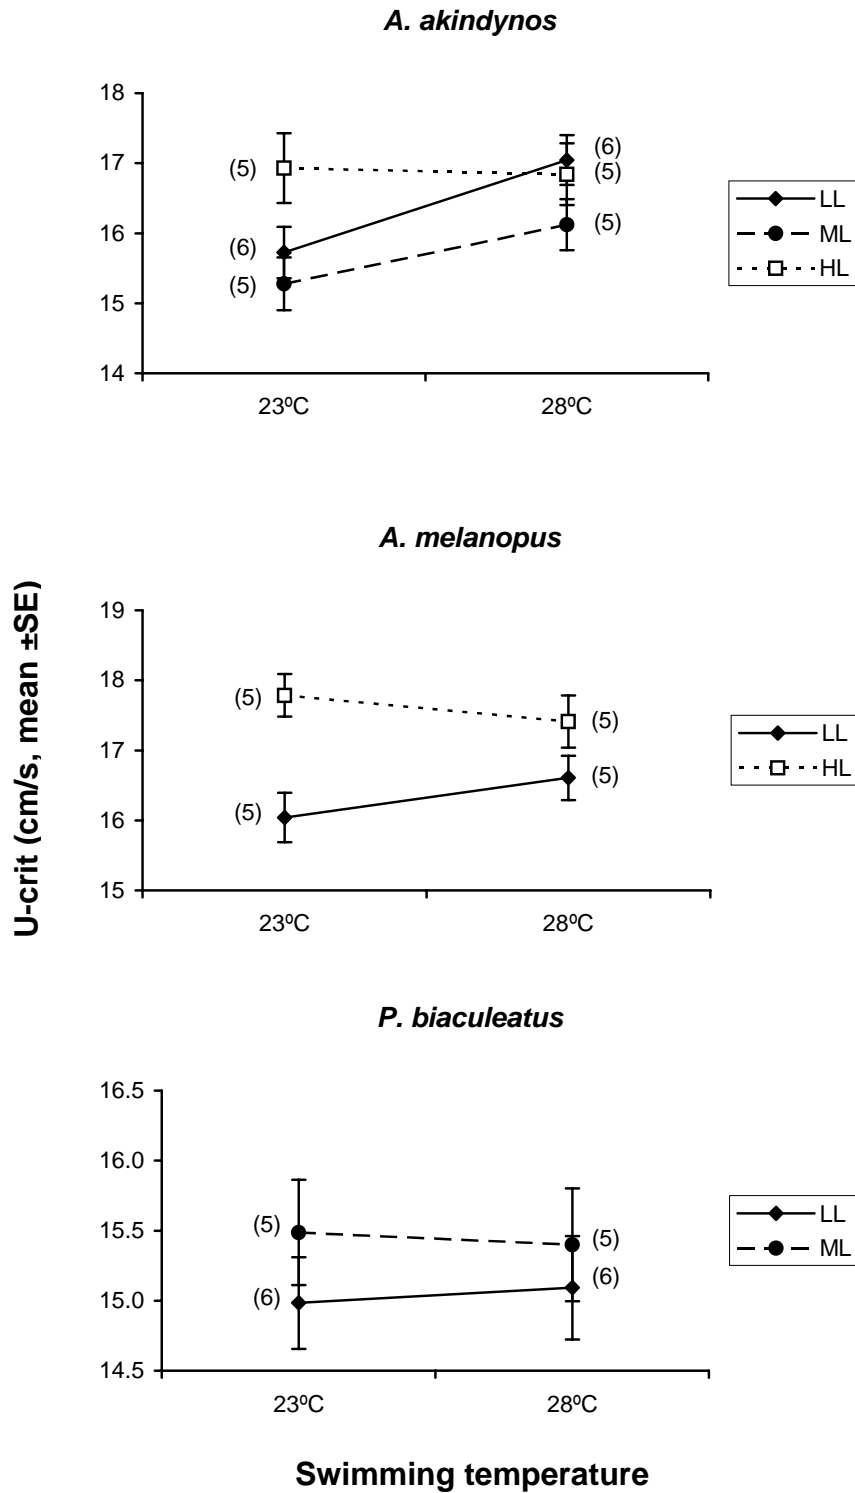 A. akindynos
18
17
16
15
14
(5)
(6)
(5)
(6)
(5)
(5)
23ºC
28ºC
LL
ML
HL
A. melanopus
19
18
17
16
15
(5)
(5)
(5)
(5)
23ºC
28ºC
LL
HL
U-crit (cm/s, mean ±SE)
P. biaculeatus
16.5
16.0
15.5
15.0
14.5
(5)
(6)
(5)
(6)
23ºC
28ºC
LL
ML
Swimming temperature